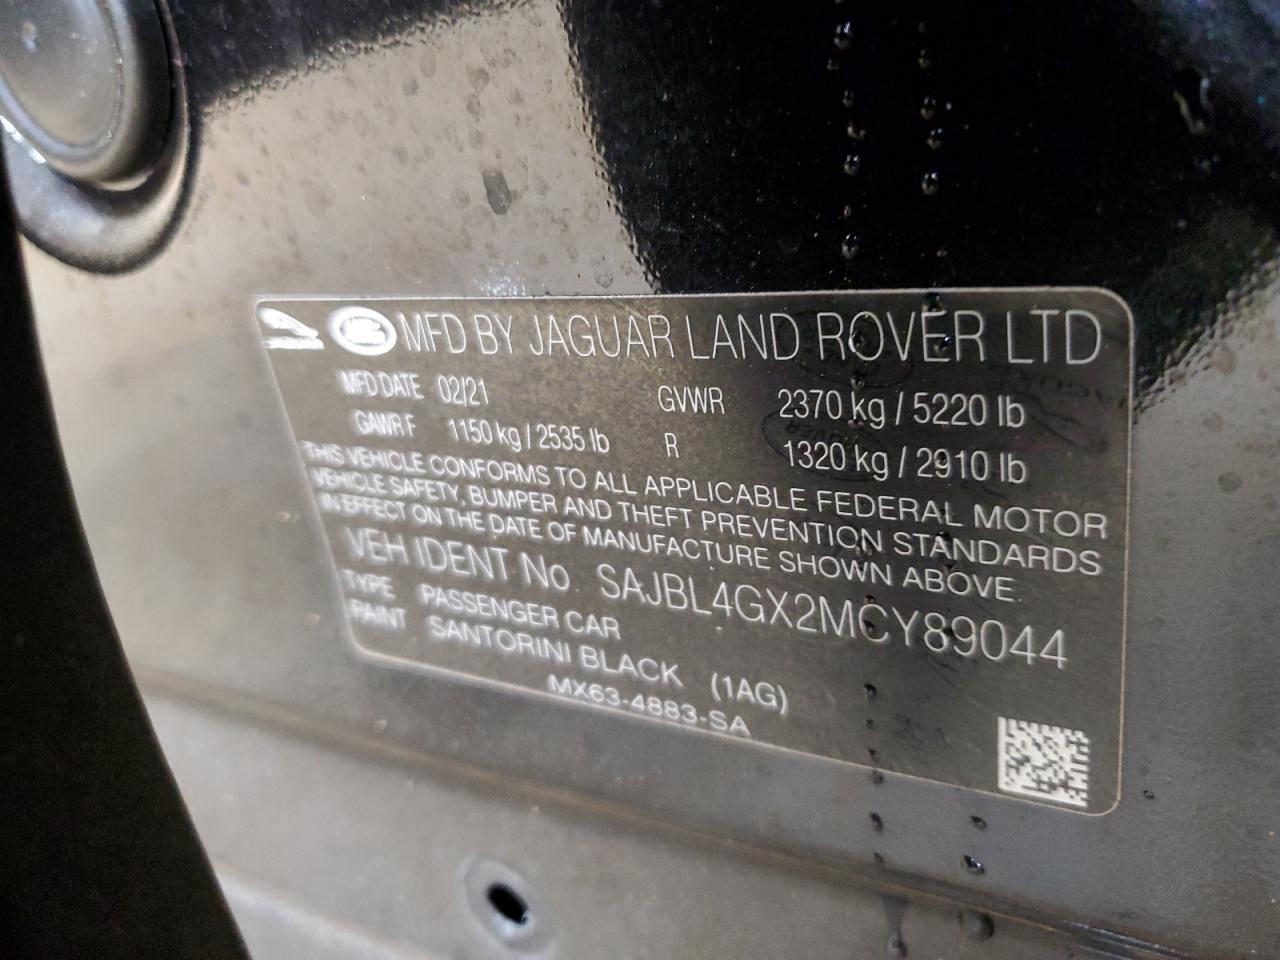 MFD BY JAGUAR LAND ROVER LTD
MFD DATE 02/21 GVWR 2370 kg / 5220 lb
GAWR F 1150 kg / 2535 lb R 1320 kg / 2910 lb
THIS VEHICLE CONFORMS TO ALL APPLICABLE FEDERAL MOTOR
VEHICLE SAFETY, BUMPER AND THEFT PREVENTION STANDARDS
IN EFFECT ON THE DATE OF MANUFACTURE SHOWN ABOVE.
VEH IDENT No. SAJBL4GX2MCY89044
TYPE PASSENGER CAR
PAINT SANTORINI BLACK (1AG)
MX63-4883-SA